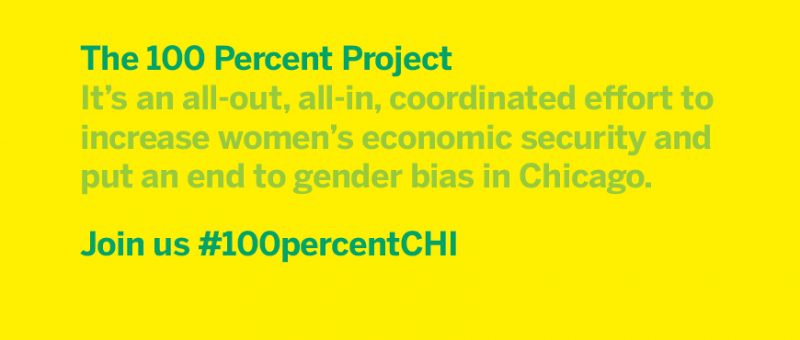 The 100 Percent Project
It’s an all-out, all-in, coordinated effort to
increase women’s economic security and
put an end to gender bias in Chicago.
Join us #100percentCHI